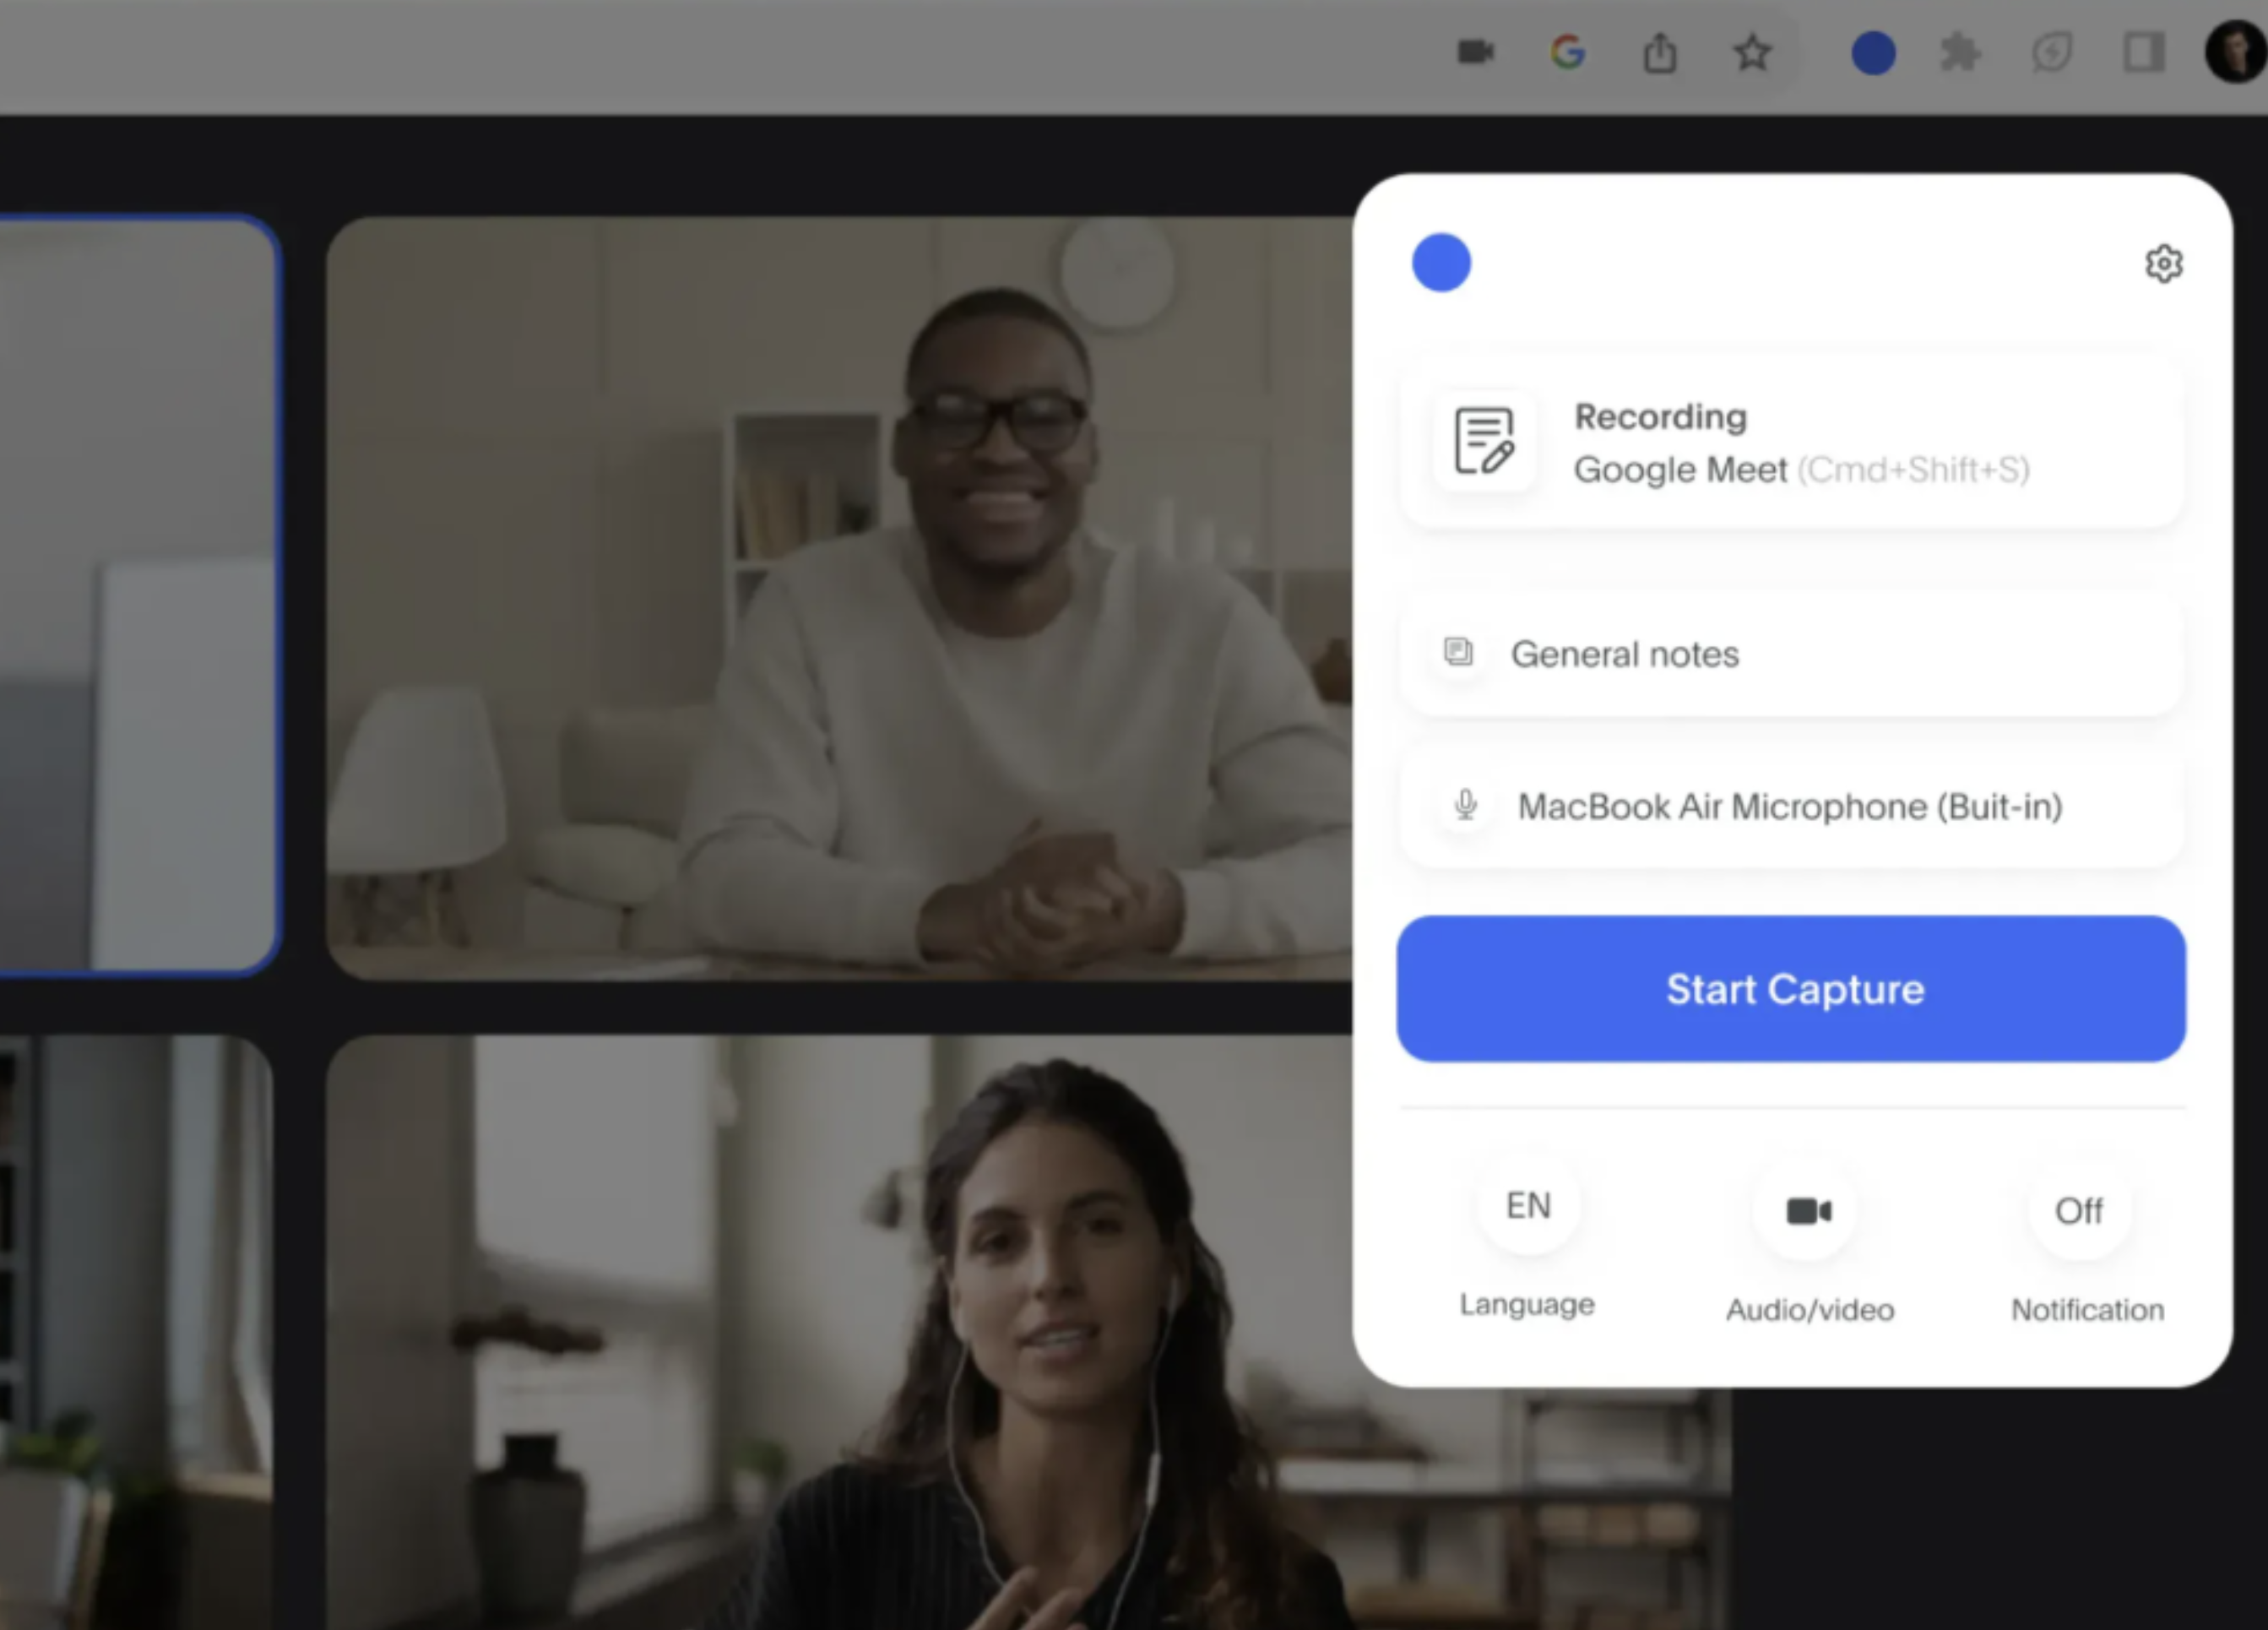 Recording
Google Meet (Cmd+Shift+S)
General notes
MacBook Air Microphone (Buit-in)
Start Capture
EN
Off
Language
Audio/video
Notification